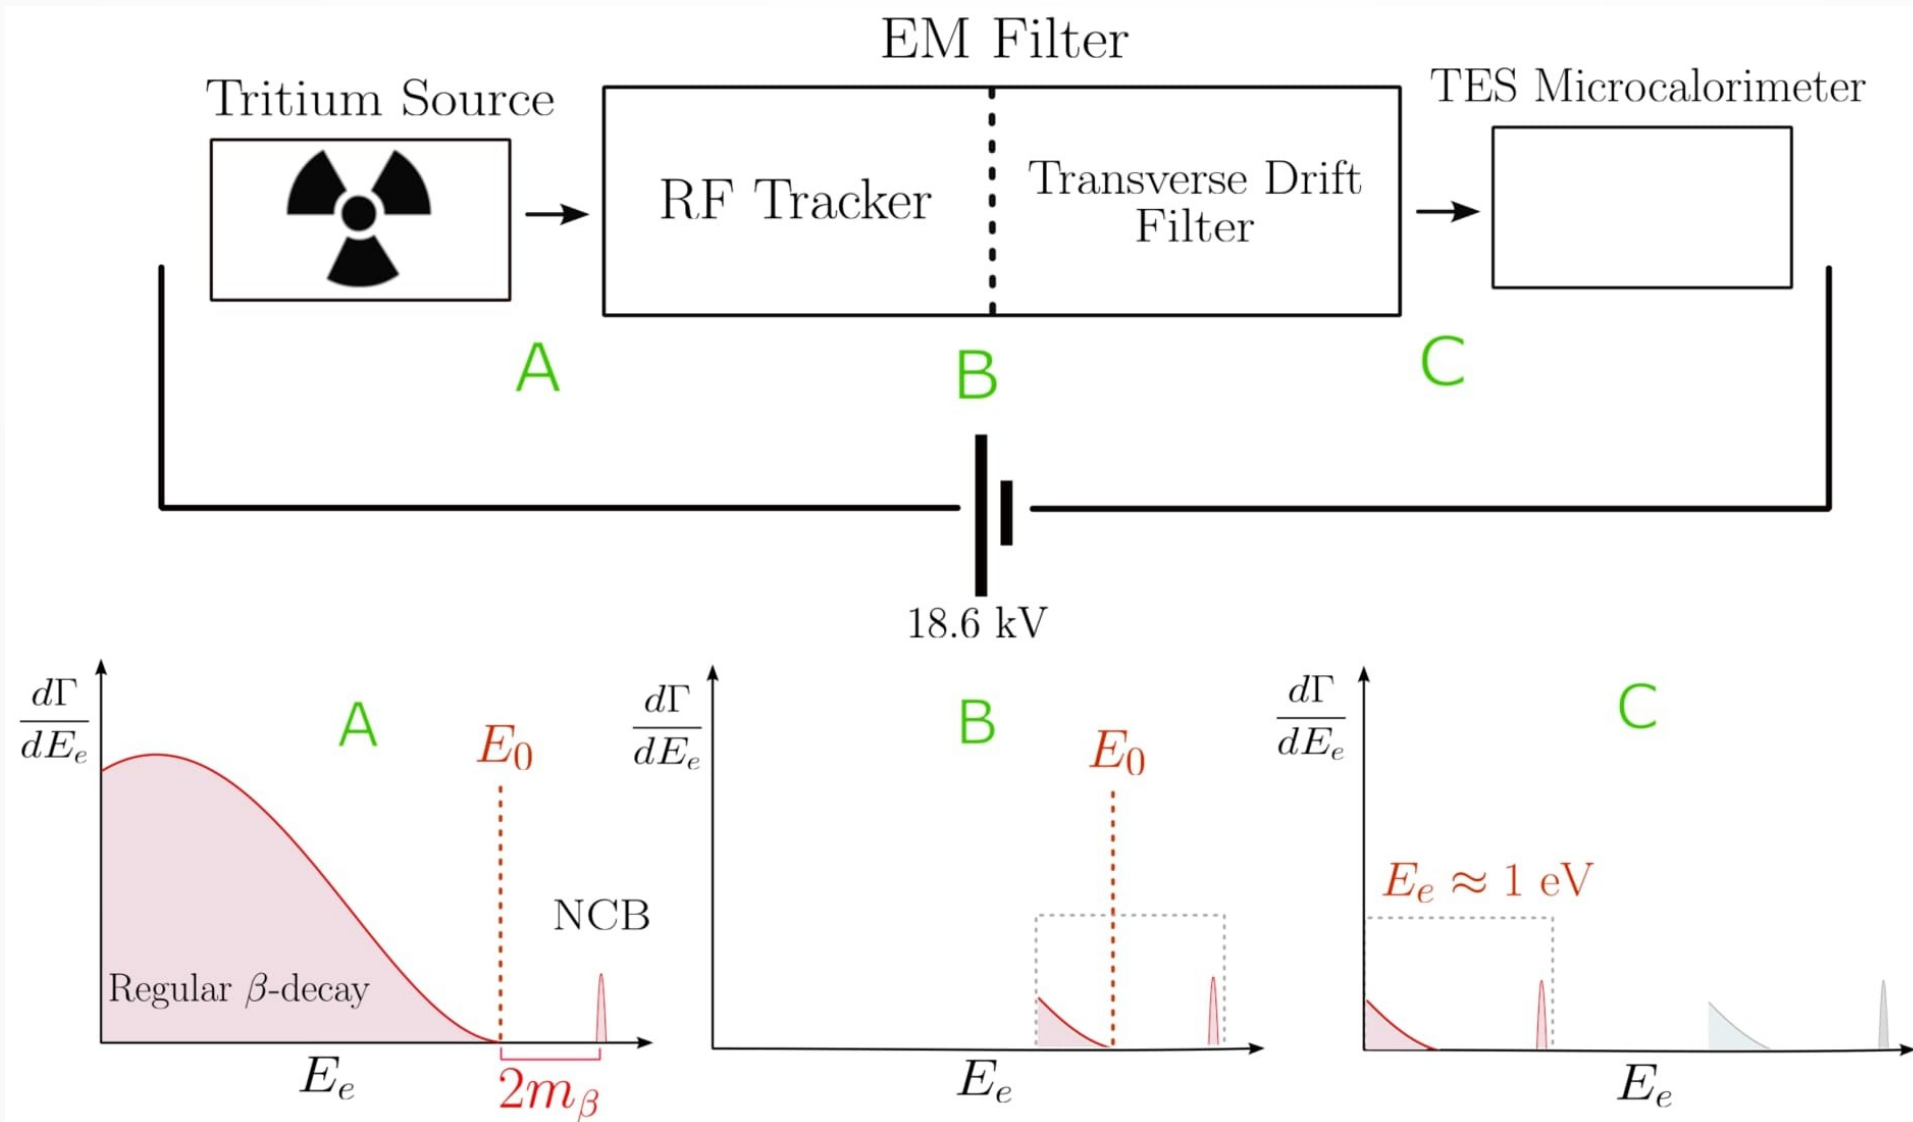 EM Filter
Tritium Source
TES Microcalorimeter
RF Tracker
Transverse Drift
Filter
A
B
C
18.6 kV
dΓ
dEₑ
A
E₀
NCB
Regular β-decay
Eₑ
2m_β
dΓ
dEₑ
B
E₀
Eₑ
dΓ
dEₑ
C
Eₑ ≈ 1 eV
Eₑ